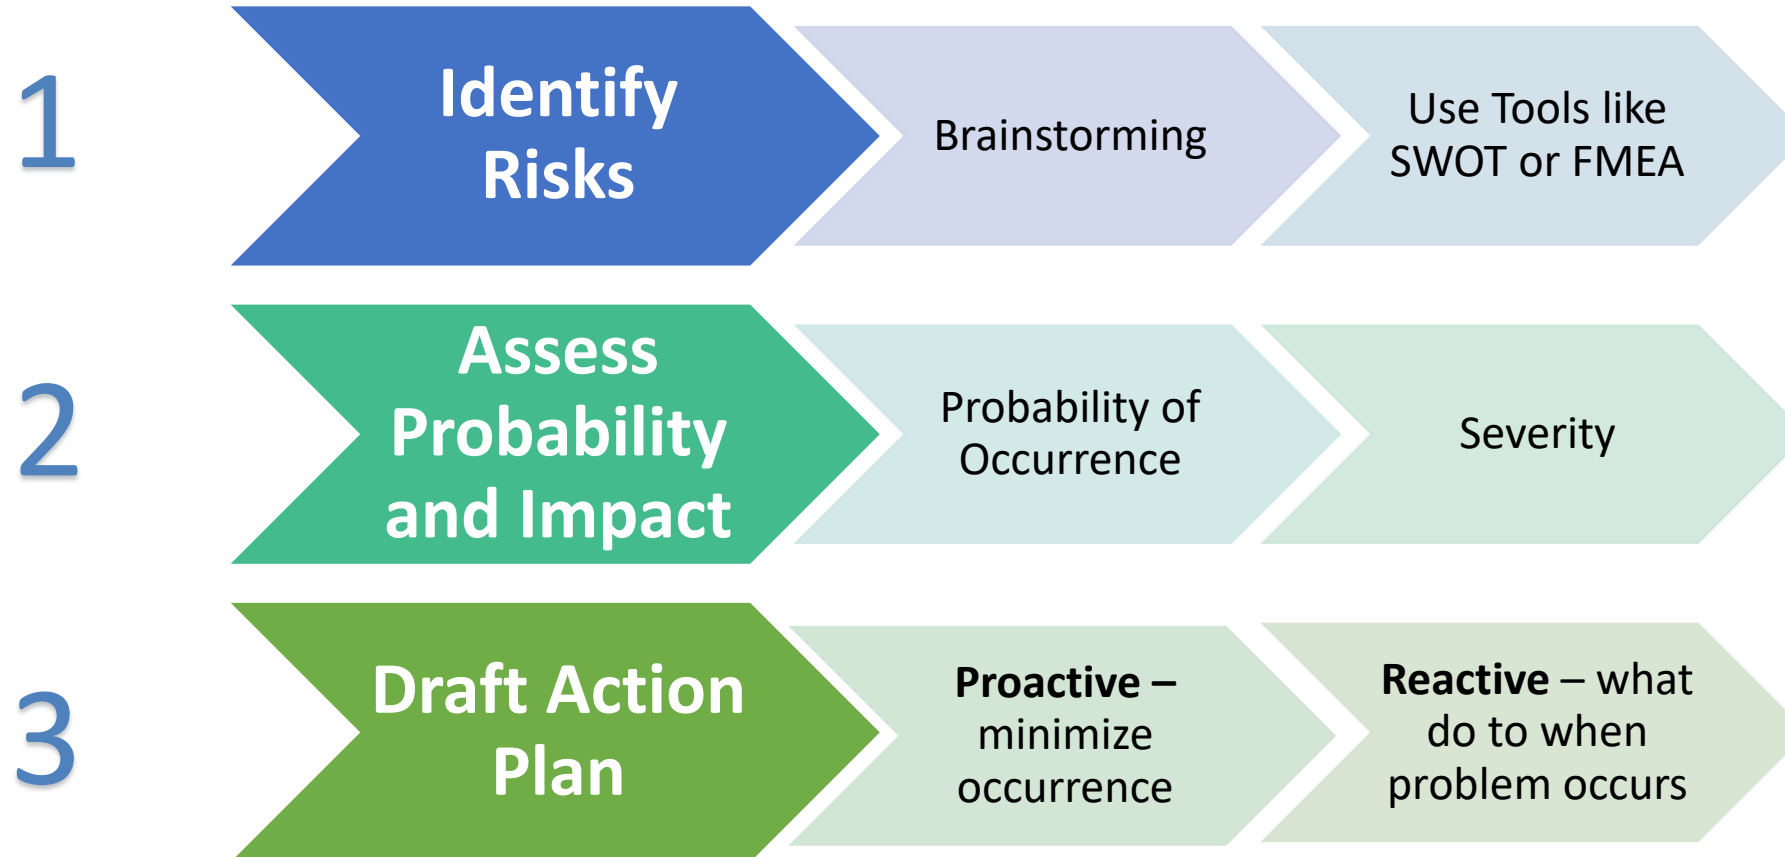 1
Identify
Risks
Brainstorming
Use Tools like
SWOT or FMEA
2
Assess
Probability
and Impact
Probability of
Occurrence
Severity
3
Draft Action
Plan
Proactive –
minimize
occurrence
Reactive – what
do to when
problem occurs